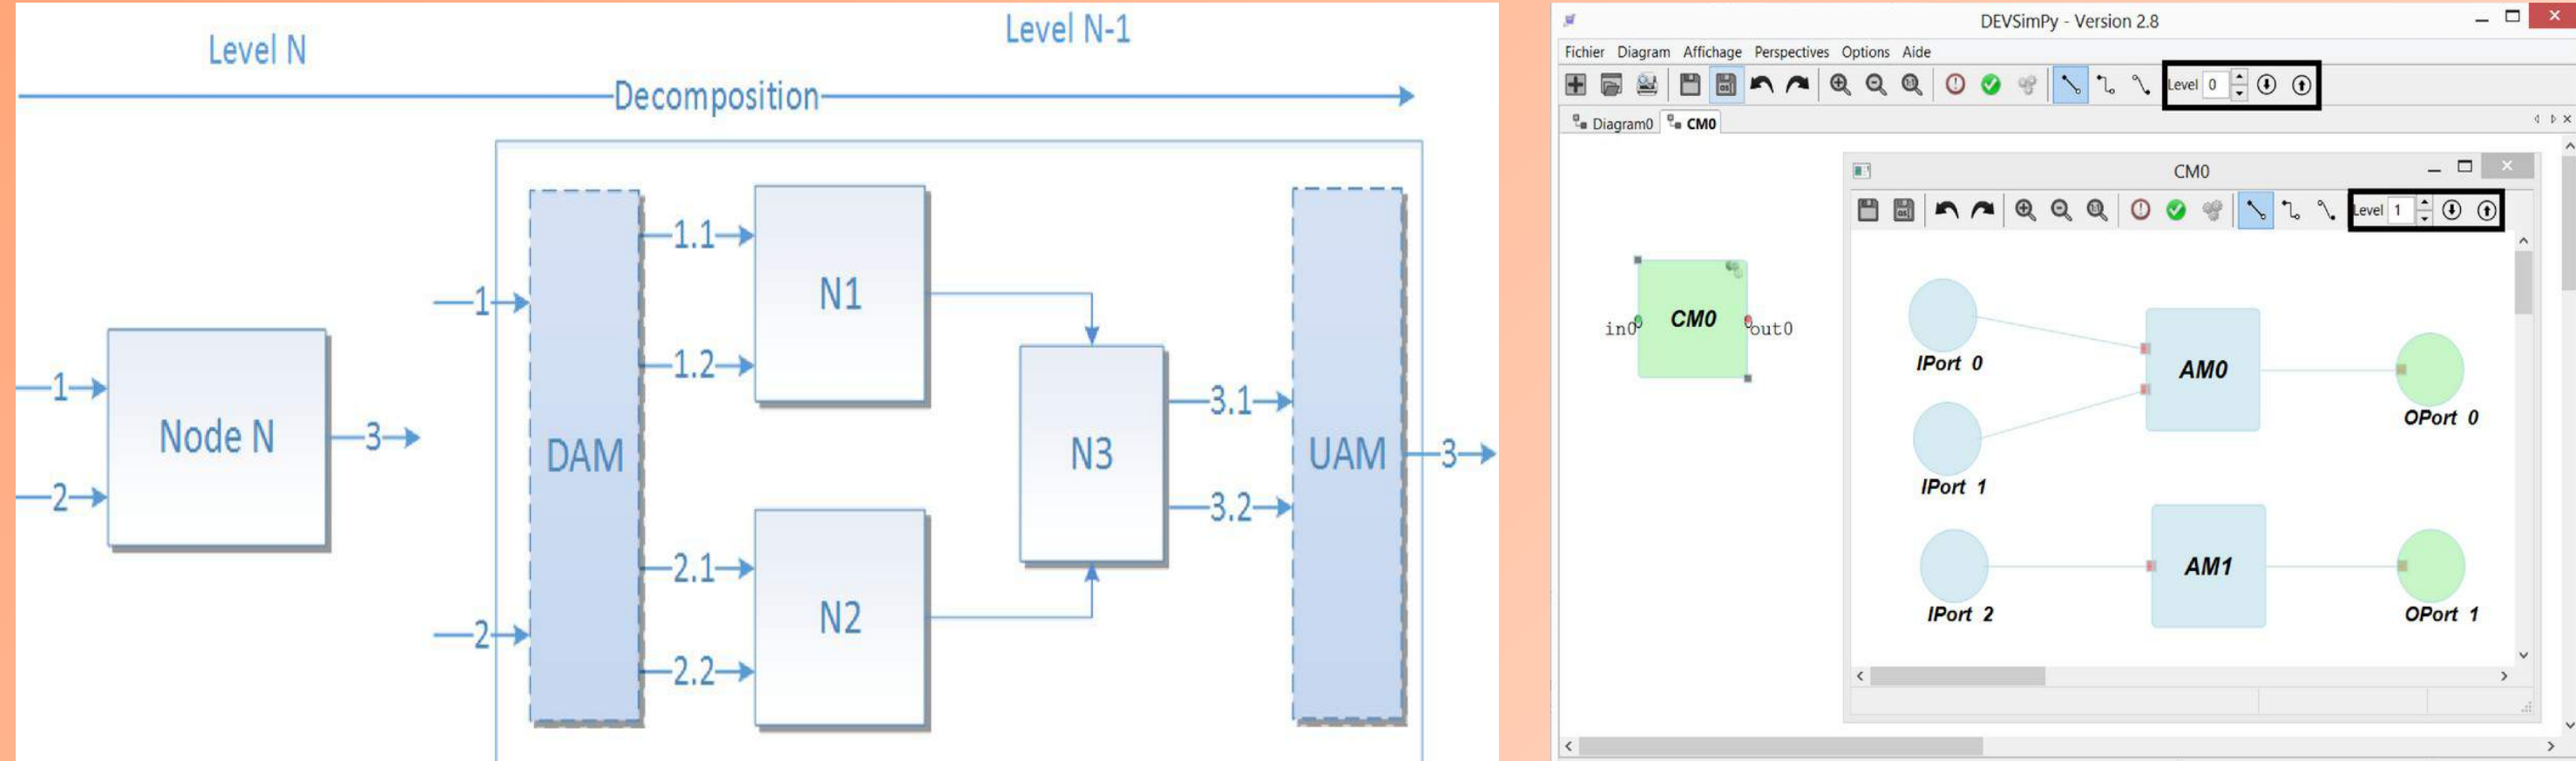 Level N
Level N-1
Decomposition
1
2
Node N
3
1
2
DAM
1.1
1.2
2.1
2.2
N1
N2
N3
3.1
3.2
UAM
3
DEVSimPy - Version 2.8
Fichier Diagram Affichage Perspectives Options Aide
Level 0
Diagram0 CM0
in0 CM0 out0
CM0
Level 1
IPort 0
IPort 1
IPort 2
AM0
AM1
OPort 0
OPort 1